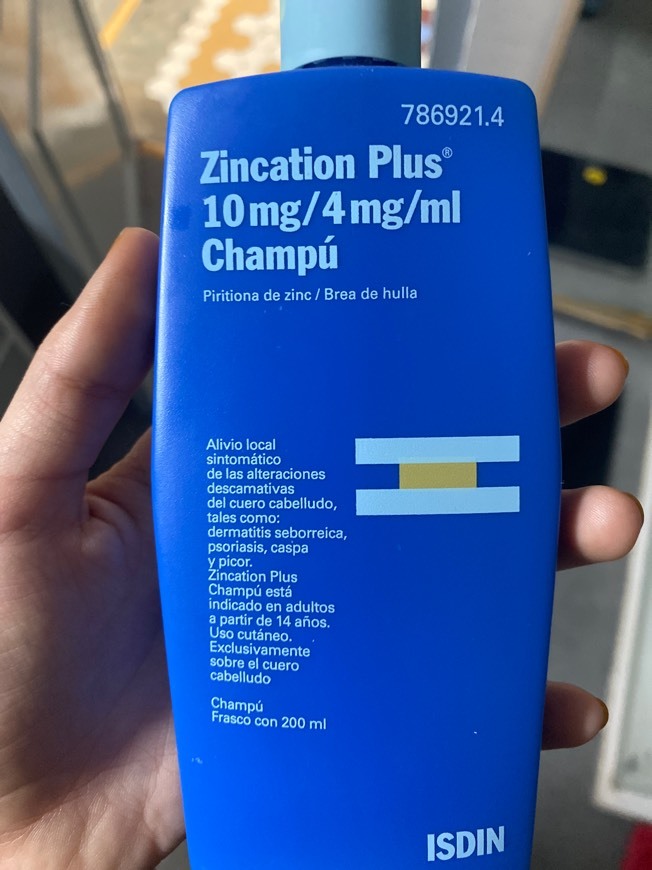 786921.4
Zincation Plus®
10 mg/4 mg/ml
Champú
Piritiona de zinc / Brea de hulla
Alivio local
sintomático
de las alteraciones
descamativas
del cuero cabelludo,
tales como:
dermatitis seborreica,
psoriasis, caspa
y picor.
Zincation Plus
Champú está
indicado en adultos
a partir de 14 años.
Uso cutáneo.
Exclusivamente
sobre el cuero
cabelludo
Champú
Frasco con 200 ml
ISDIN